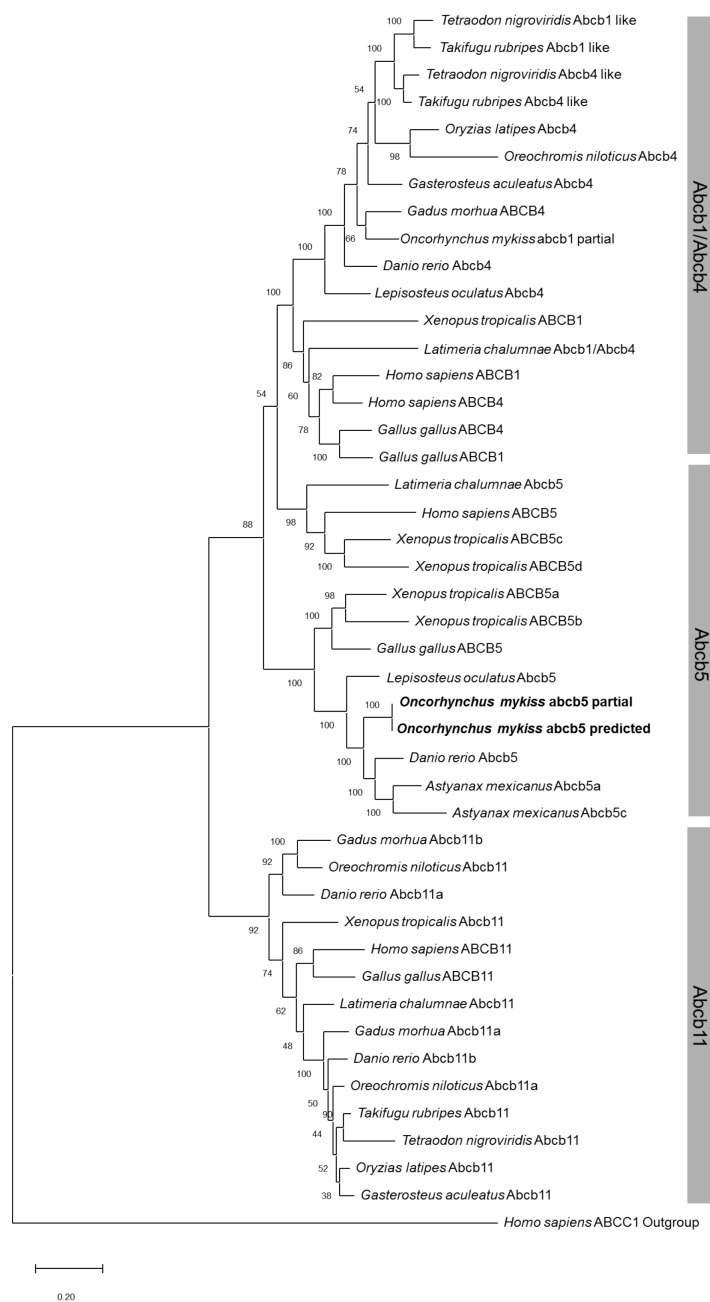 100
Tetraodon nigroviridis Abcb1 like
100
Takifugu rubripes Abcb1 like
Tetraodon nigroviridis Abcb4 like
54
100
Takifugu rubripes Abcb4 like
74
Oryzias latipes Abcb4
98
Oreochromis niloticus Abcb4
78
Gasterosteus aculeatus Abcb4
100
Gadus morhua ABCB4
66
Oncorhynchus mykiss abcb1 partial
100
Danio rerio Abcb4
100
Lepisosteus oculatus Abcb4
Xenopus tropicalis ABCB1
86
Latimeria chalumnae Abcb1/Abcb4
82
Homo sapiens ABCB1
54
60
Homo sapiens ABCB4
78
Gallus gallus ABCB4
100
Gallus gallus ABCB1
Abcb1/Abcb4
Latimeria chalumnae Abcb5
98
Homo sapiens ABCB5
88
92
Xenopus tropicalis ABCB5c
100
Xenopus tropicalis ABCB5d
98
Xenopus tropicalis ABCB5a
100
Xenopus tropicalis ABCB5b
Gallus gallus ABCB5
100
Lepisosteus oculatus Abcb5
100
Oncorhynchus mykiss abcb5 partial
100
Oncorhynchus mykiss abcb5 predicted
100
Danio rerio Abcb5
100
Astyanax mexicanus Abcb5a
100
Astyanax mexicanus Abcb5c
Abcb5
100
Gadus morhua Abcb11b
92
Oreochromis niloticus Abcb11
Danio rerio Abcb11a
92
Xenopus tropicalis Abcb11
86
Homo sapiens ABCB11
74
Gallus gallus ABCB11
62
Latimeria chalumnae Abcb11
48
Gadus morhua Abcb11a
100
Danio rerio Abcb11b
50
Oreochromis niloticus Abcb11a
90
Takifugu rubripes Abcb11
44
Tetraodon nigroviridis Abcb11
52
Oryzias latipes Abcb11
38
Gasterosteus aculeatus Abcb11
Abcb11
Homo sapiens ABCC1 Outgroup
0.20